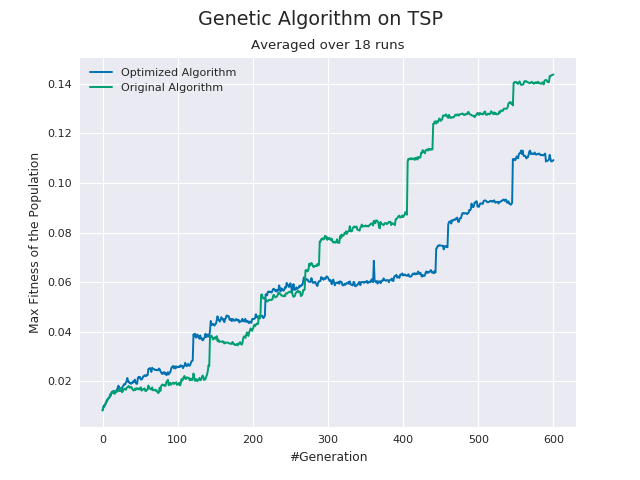 Genetic Algorithm on TSP
Averaged over 18 runs
Optimized Algorithm
Original Algorithm
Max Fitness of the Population
0.14
0.12
0.10
0.08
0.06
0.04
0.02
0 100 200 300 400 500 600
#Generation